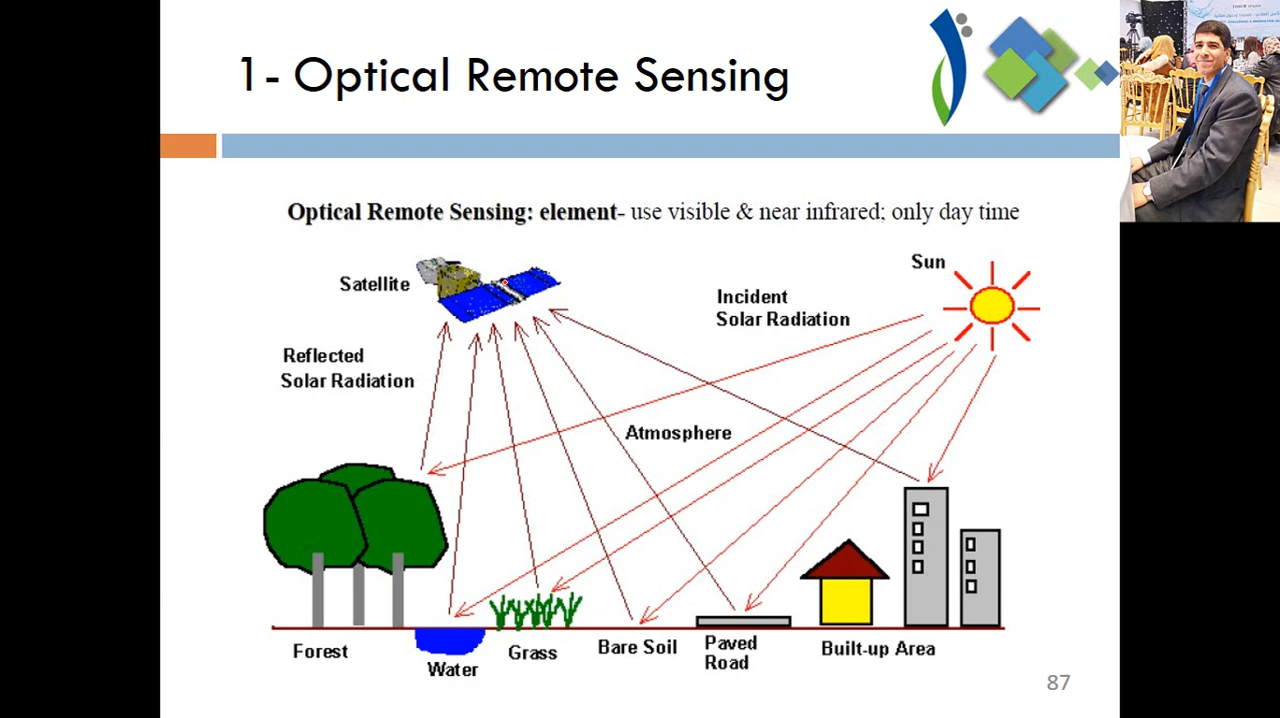 1- Optical Remote Sensing
Optical Remote Sensing: element- use visible & near infrared; only day time
Satellite
Sun
Incident
Solar Radiation
Reflected
Solar Radiation
Atmosphere
Forest
Water
Grass
Bare Soil
Paved
Road
Built-up Area
87